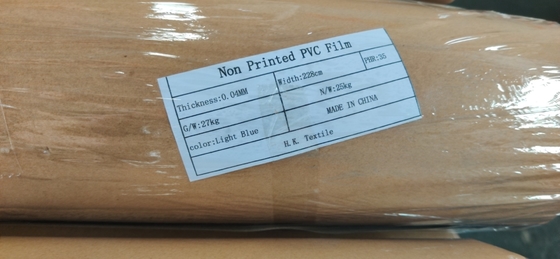 Non Printed PVC Film
Thickness:0.04MM Width:228cm PHR:35
G/W:27kg N/W:25kg
color:Light Blue MADE IN CHINA
H.K. Textile